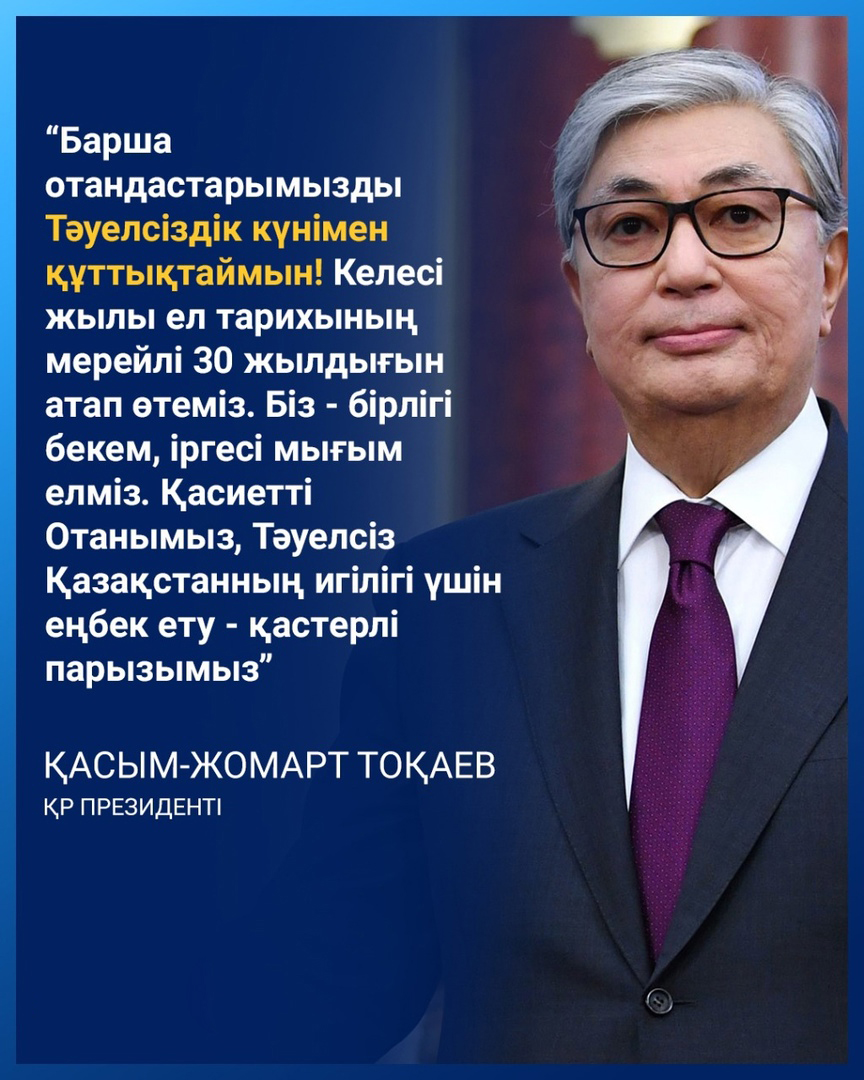 “Барша
отандастарымызды
Тәуелсіздік күнімен
құттықтаймын! Келесі
жылы ел тарихының
мерейлі 30 жылдығын
атап өтеміз. Біз - бірлігі
бекем, іргесі мығым
елміз. Қасиетті
Отанымыз, Тәуелсіз
Қазақстанның игілігі үшін
еңбек ету - қастерлі
парызымыз”
ҚАСЫМ-ЖОМАРТ ТОҚАЕВ
ҚР ПРЕЗИДЕНТІ